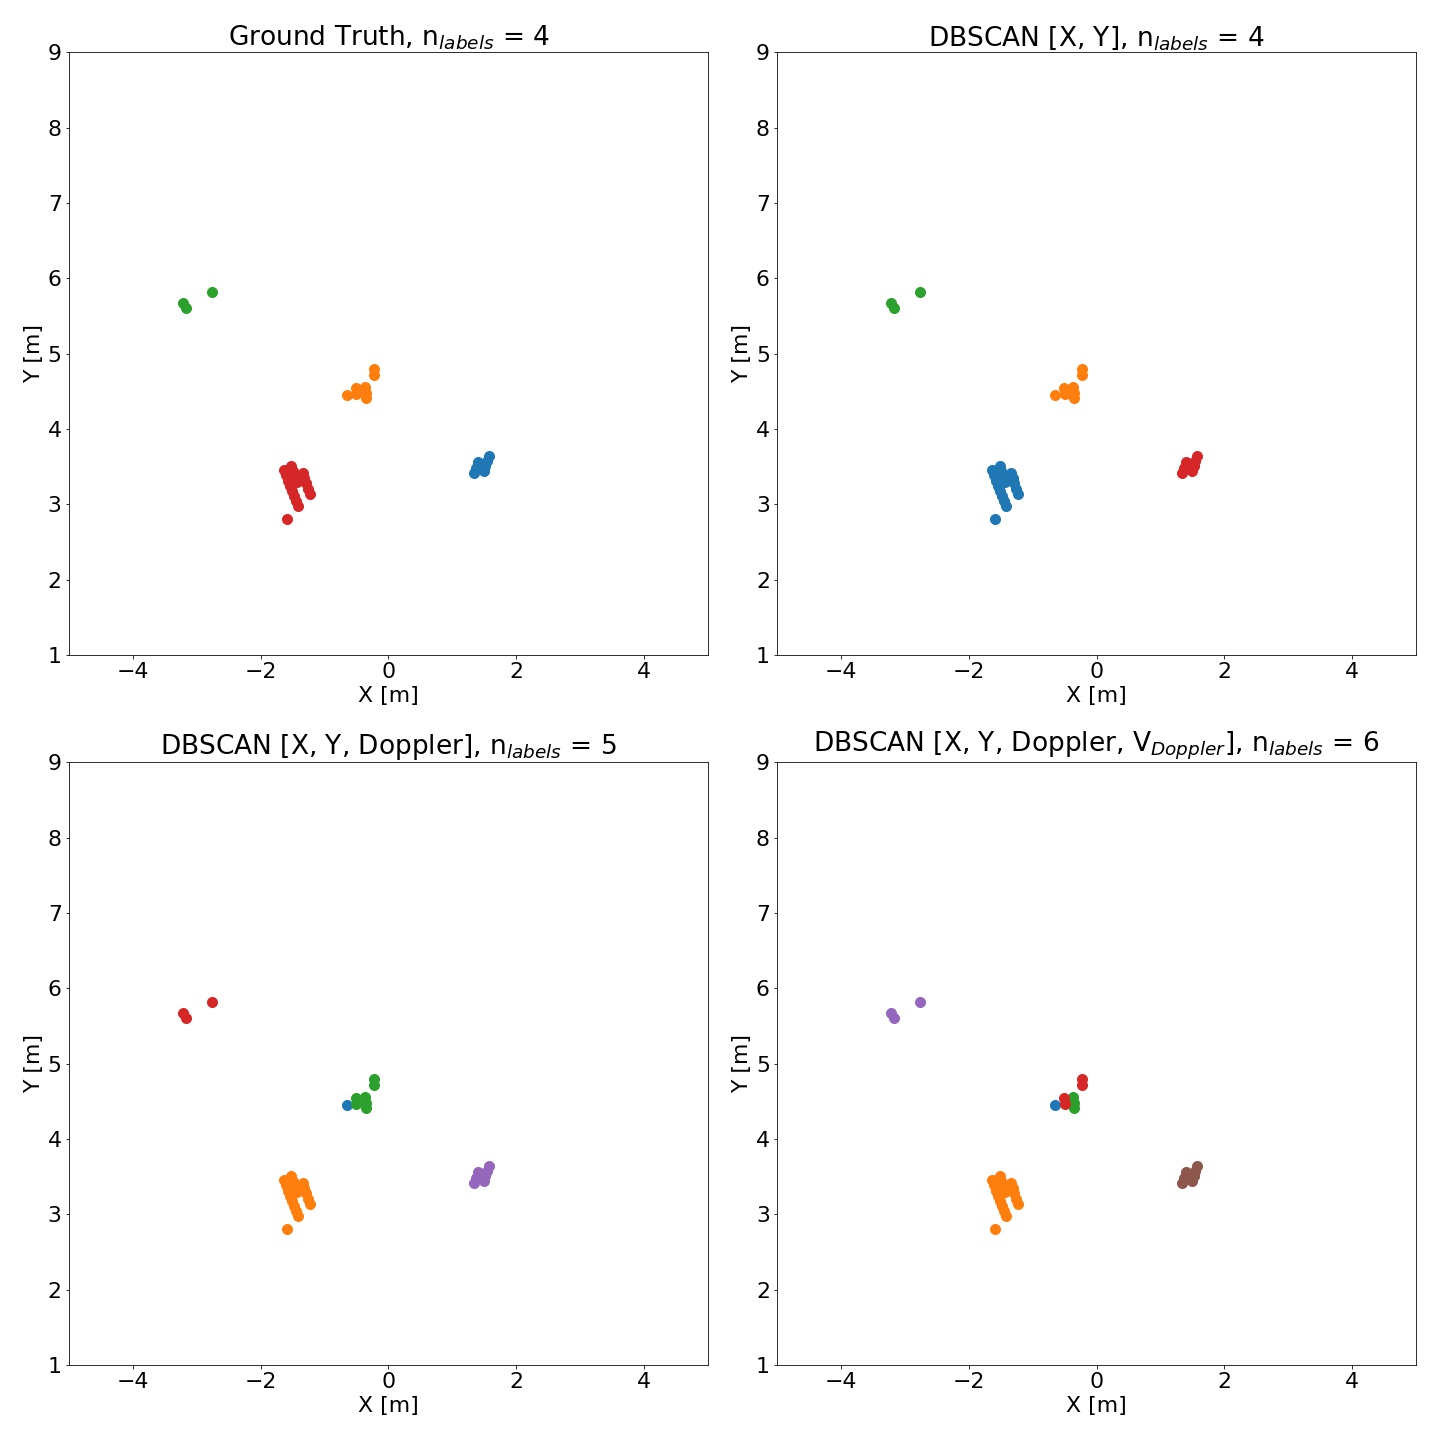 Ground Truth, n_labels = 4
9
8
7
6
5
4
3
2
1
Y [m]
−4 −2 0 2 4
X [m]
DBSCAN [X, Y], n_labels = 4
9
8
7
6
5
4
3
2
1
Y [m]
−4 −2 0 2 4
X [m]
DBSCAN [X, Y, Doppler], n_labels = 5
9
8
7
6
5
4
3
2
1
Y [m]
−4 −2 0 2 4
X [m]
DBSCAN [X, Y, Doppler, V_Doppler], n_labels = 6
9
8
7
6
5
4
3
2
1
Y [m]
−4 −2 0 2 4
X [m]